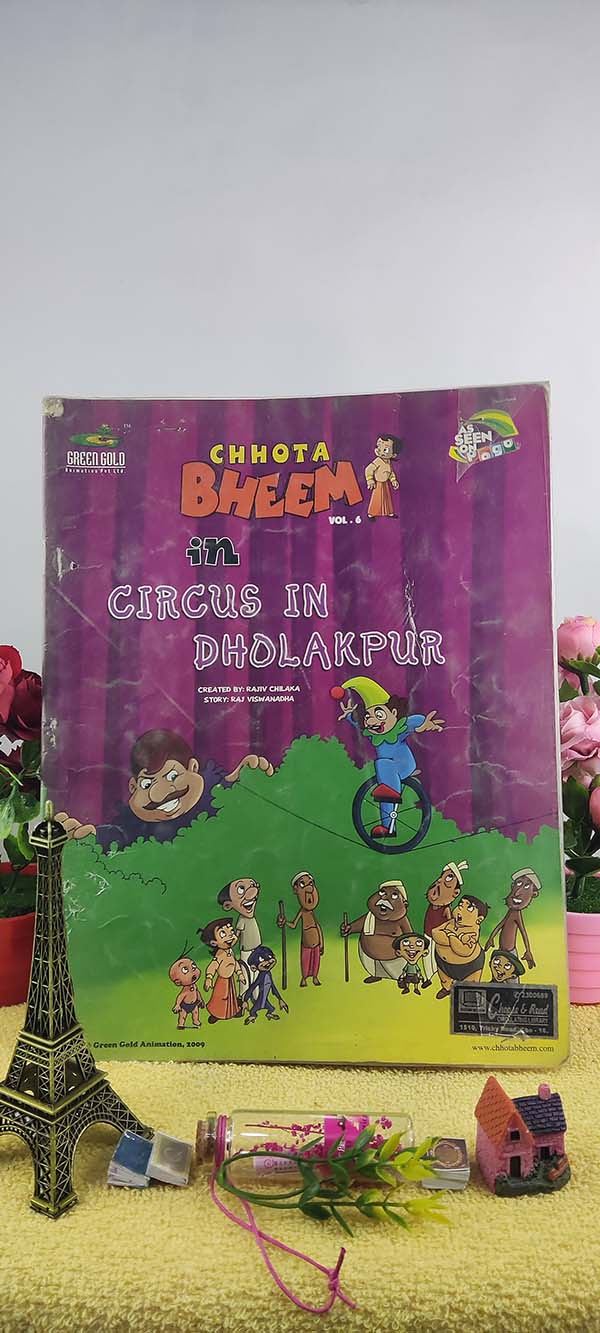 GREEN GOLD
Animation Pvt Ltd.
TM
AS
SEEN
ON
CHHOTA
BHEEM
VOL . 6
in
CIRCUS IN
DHOLAKPUR
CREATED BY: RAJIV CHILAKA
STORY: RAJ VISWANADHA
Green Gold Animation, 2009
www.chhotabheem.com